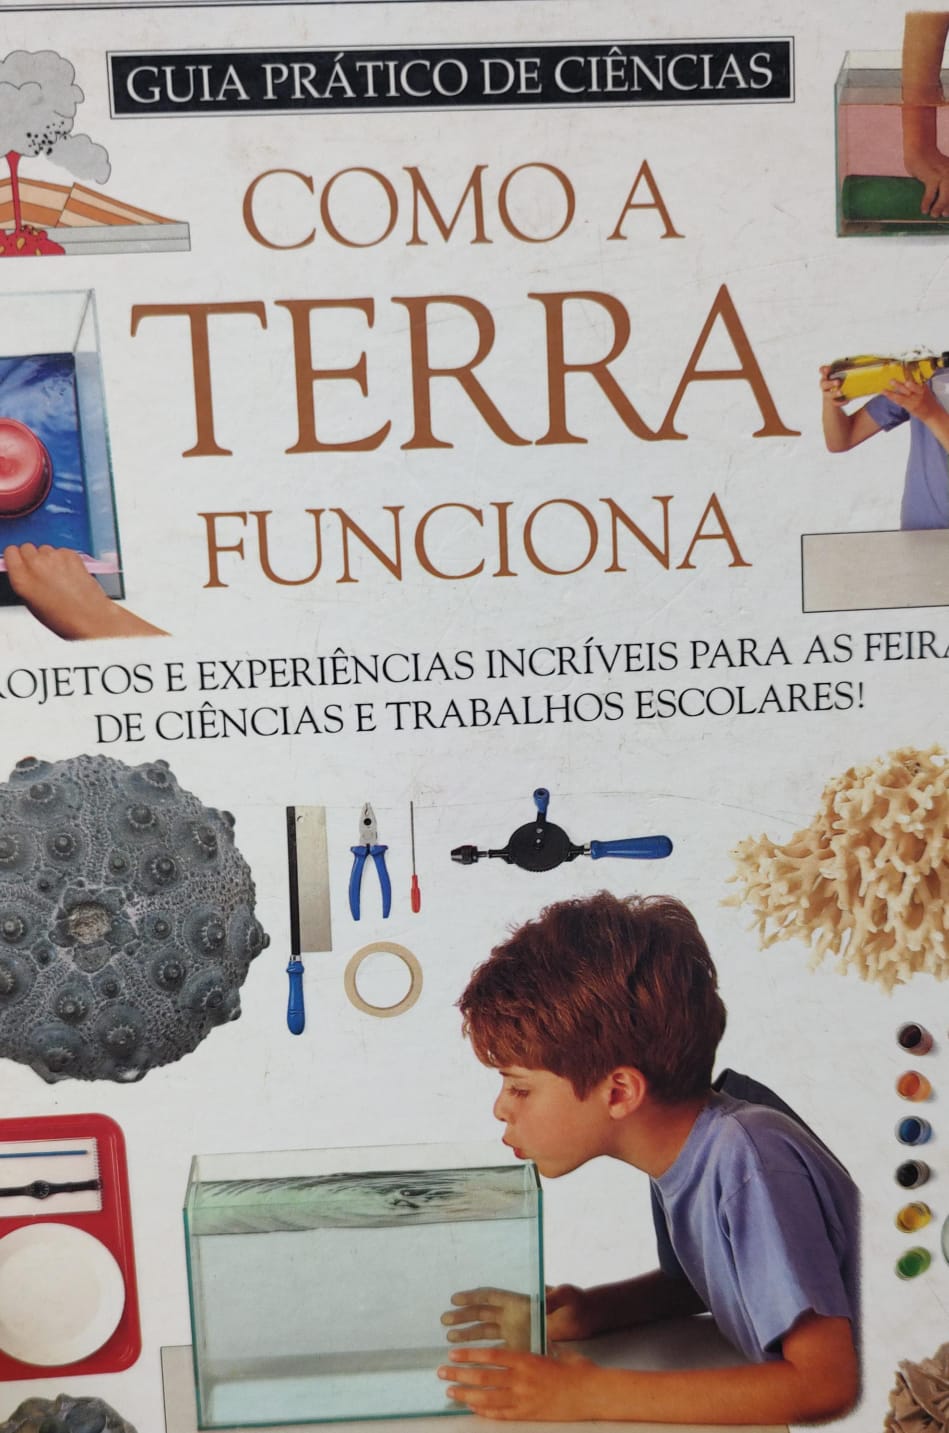 GUIA PRÁTICO DE CIÊNCIAS
COMO A
TERRA
FUNCIONA
ROJETOS E EXPERIÊNCIAS INCRÍVEIS PARA AS FEIRA
DE CIÊNCIAS E TRABALHOS ESCOLARES!